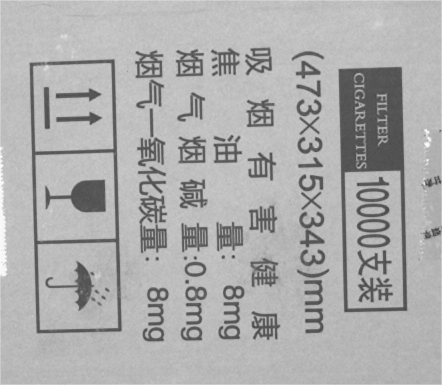 FILTER
CIGARETTES
10000支装
(473×315×343)mm
吸烟有害健康
焦油量: 8mg
烟气烟碱量:0.8mg
烟气一氧化碳量: 8mg